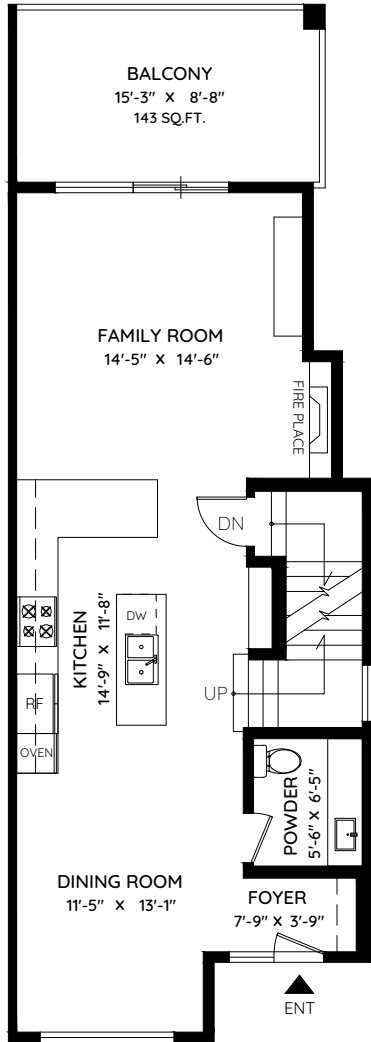 BALCONY
15'-3" X 8'-8"
143 SQ.FT.
FAMILY ROOM
14'-5" X 14'-6"
FIRE PLACE
DN
KITCHEN
14'-9" X 11'-8"
DW
RF
OVEN
UP
POWDER
5'-6" X 6'-5"
DINING ROOM
11'-5" X 13'-1"
FOYER
7'-9" X 3'-9"
ENT